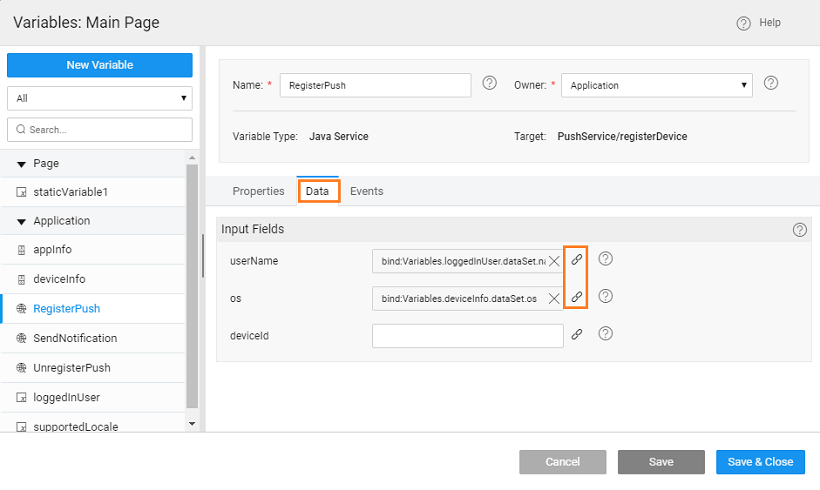 Variables: Main Page
Help
New Variable
All
Search...
Page
staticVariable1
Application
appInfo
deviceInfo
RegisterPush
SendNotification
UnregisterPush
loggedInUser
supportedLocale
Name: * RegisterPush
Owner: * Application
Variable Type: Java Service
Target: PushService/registerDevice
Properties Data Events
Input Fields
userName bind:Variables.loggedInUser.dataSet.na
os bind:Variables.deviceInfo.dataSet.os
deviceId
Cancel Save Save & Close